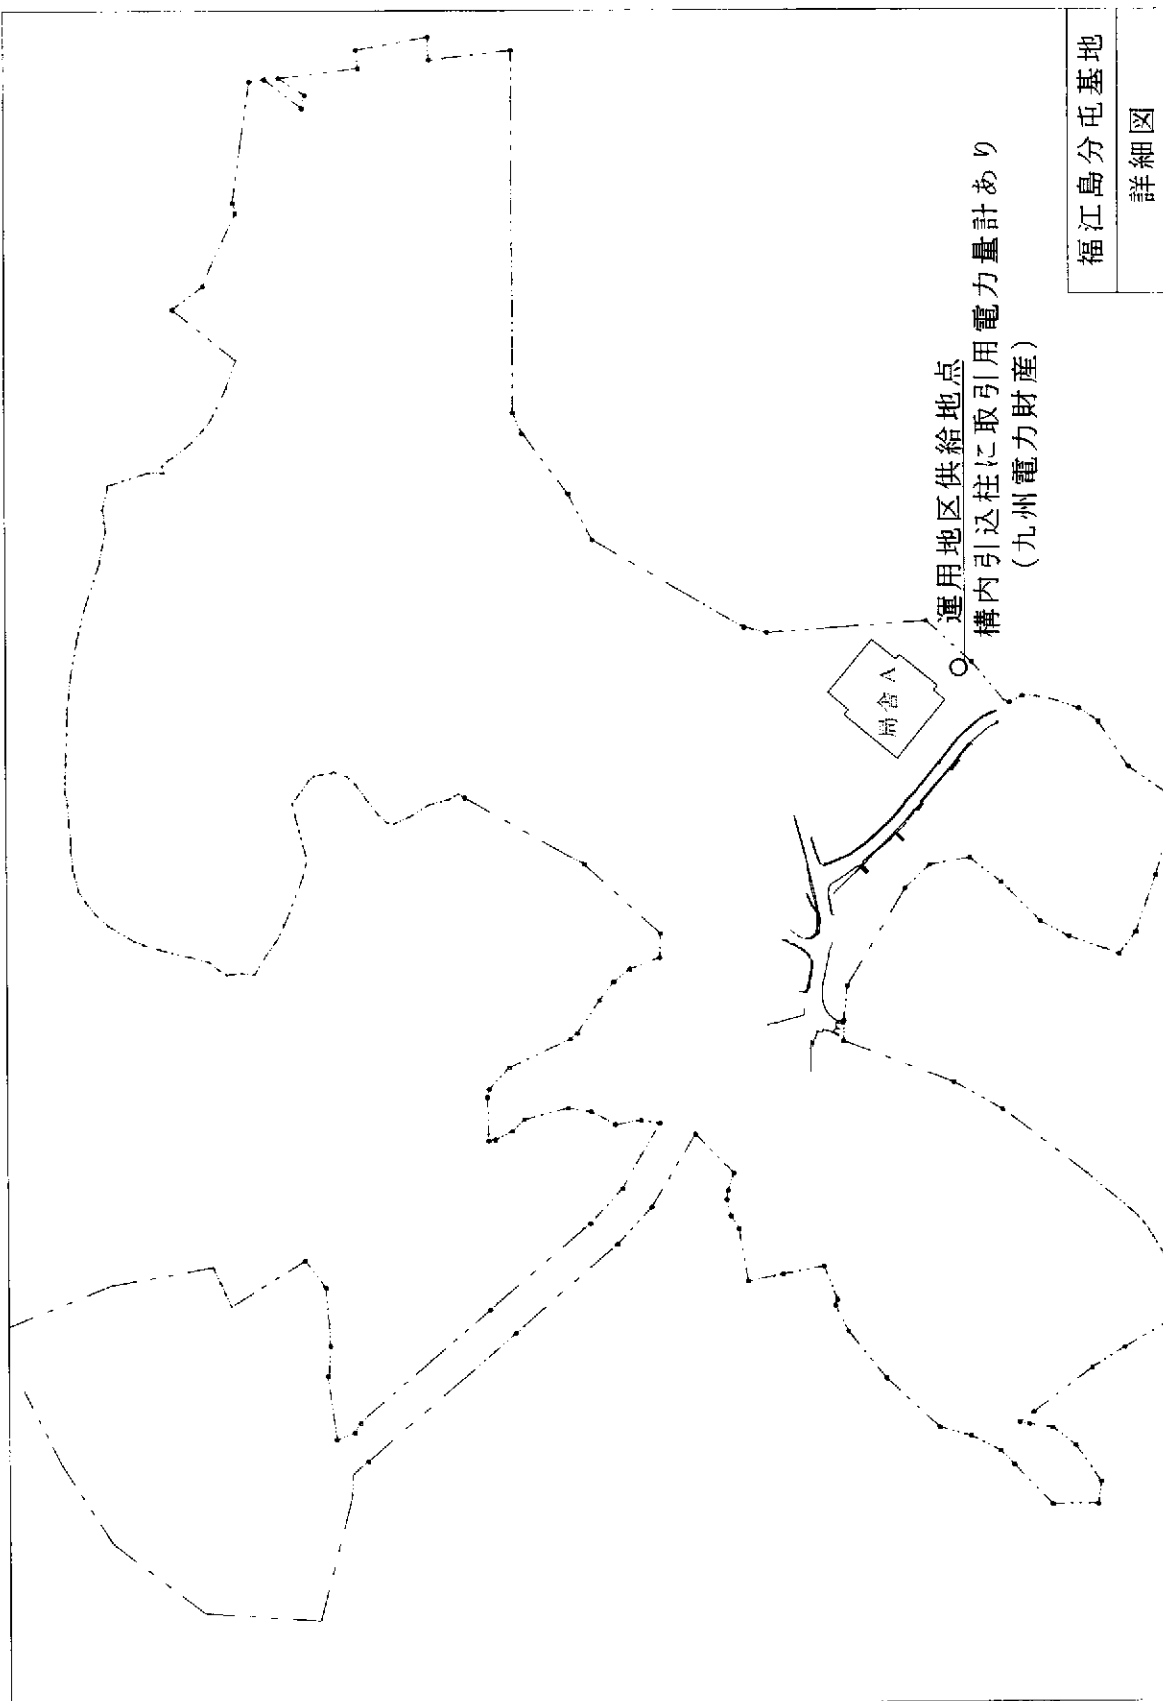 運用地区供給地点
構内引込柱に取引用電力量計あり
(九州電力財産)
局舎A
福江島分屯基地
詳細図